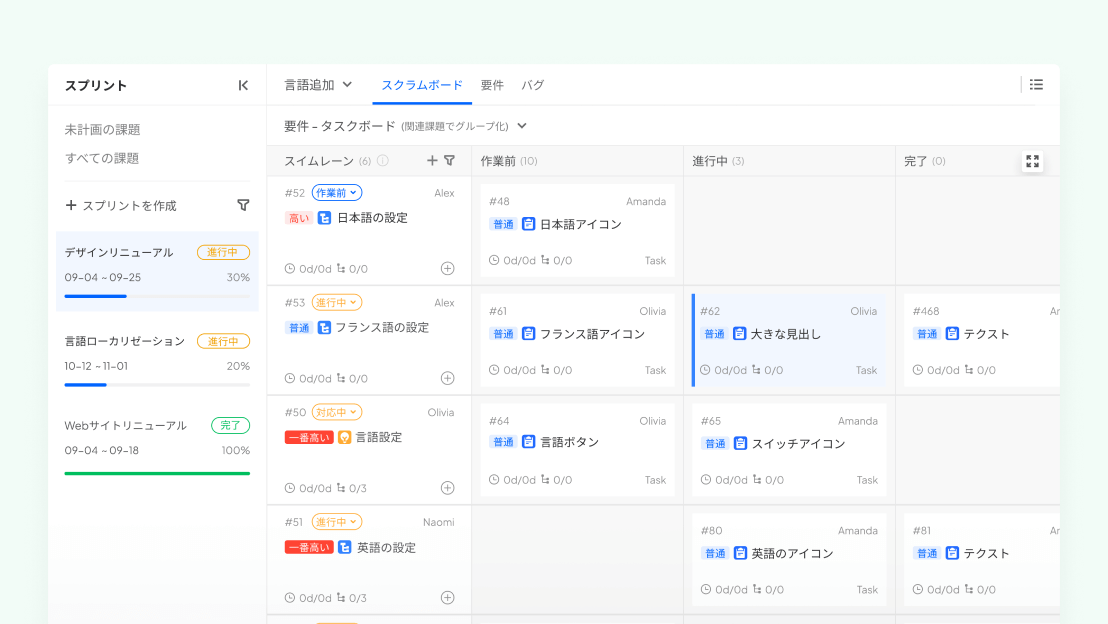 スプリント
未計画の課題
すべての課題
スプリントを作成
デザインリニューアル 進行中
09-04 ~ 09-25 30%
言語ローカリゼーション 進行中
10-12 ~ 11-01 20%
Webサイトリニューアル 完了
09-04 ~ 09-18 100%
言語追加 スクラムボード 要件 バグ
要件 – タスクボード (関連課題でグループ化)
スイムレーン (6) 作業前 (10) 進行中 (3) 完了 (0)
#52 作業前 Alex
高い 日本語の設定
0d/0d 0/0
#48 Amanda
普通 日本語アイコン
0d/0d 0/0 Task
#53 進行中 Alex
普通 フランス語の設定
0d/0d 0/0
#61 Olivia
普通 フランス語アイコン
0d/0d 0/0 Task
#62 Olivia
普通 大きな見出し
0d/0d 0/0 Task
#468
普通 テクスト
0d/0d 0/0
#50 対応中 Olivia
一番高い 言語設定
0d/0d 0/3
#64 Olivia
普通 言語ボタン
0d/0d 0/0 Task
#65 Amanda
普通 スイッチアイコン
0d/0d 0/0 Task
#51 進行中 Naomi
一番高い 英語の設定
0d/0d 0/3
#80 Amanda
普通 英語のアイコン
0d/0d 0/0 Task
#81
普通 テクスト
0d/0d 0/0